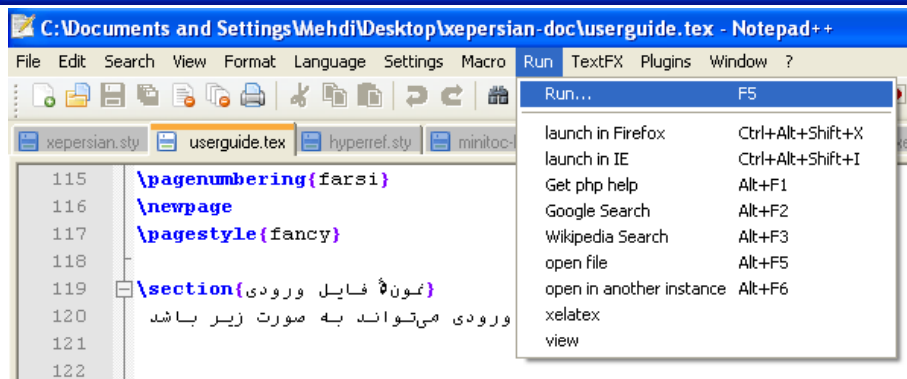 C:\Documents and Settings\Mehdi\Desktop\xepersian-doc\userguide.tex - Notepad++
File Edit Search View Format Language Settings Macro Run TextFX Plugins Window ?
xepersian.sty userguide.tex hyperref.sty
Run... F5
launch in Firefox Ctrl+Alt+Shift+X
launch in IE Ctrl+Alt+Shift+I
Get php help Alt+F1
Google Search Alt+F2
Wikipedia Search Alt+F3
open file Alt+F5
open in another instance Alt+F6
xelatex
view
115 \pagenumbering{farsi}
116 \newpage
117 \pagestyle{fancy}
118
119 \section{نمونهٔ فایل ورودی}
120 ورودی می‌تواند به صورت زیر باشد
121
122